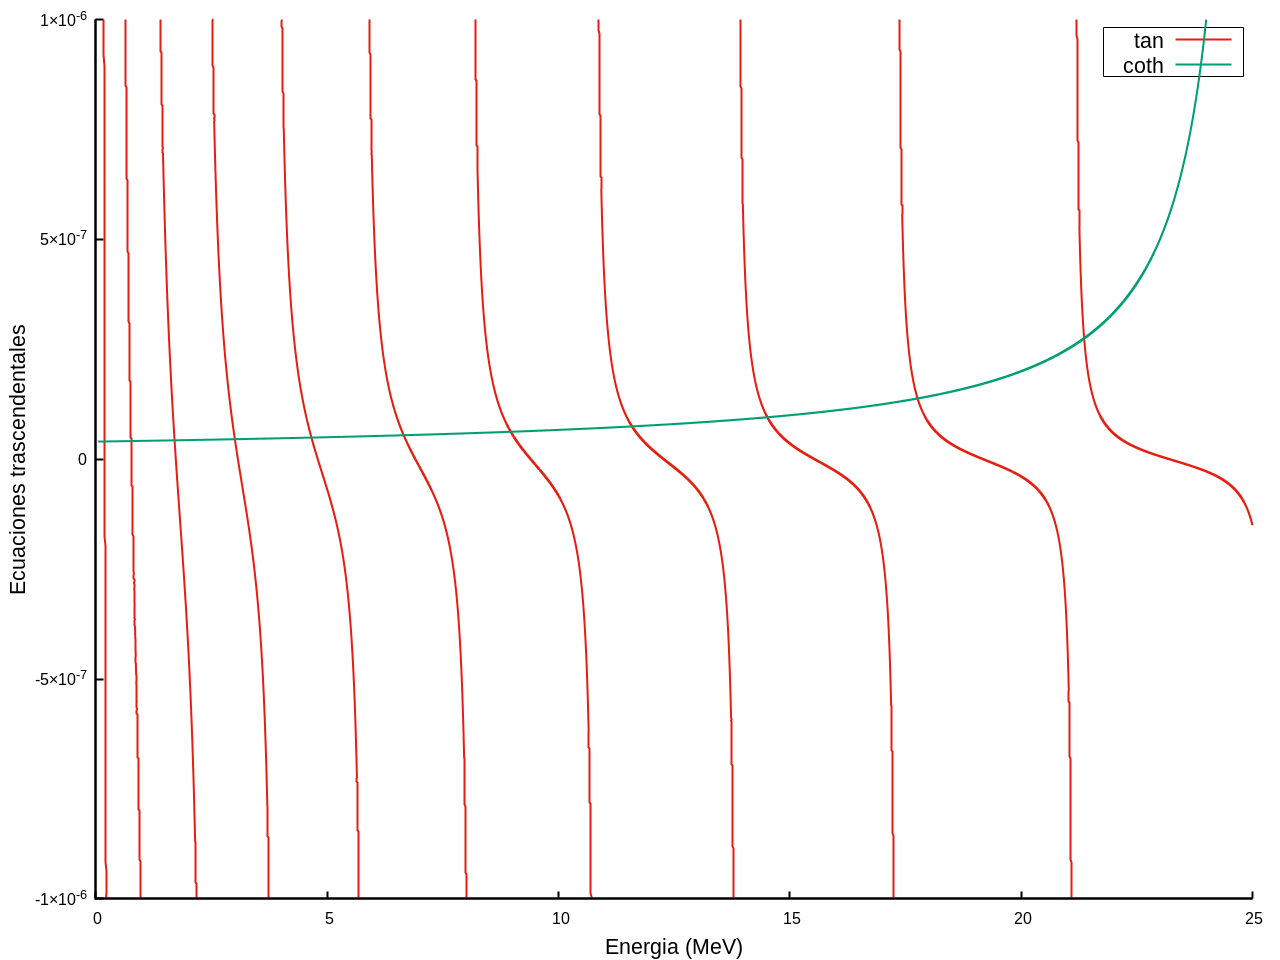 1×10⁻⁶
5×10⁻⁷
0
-5×10⁻⁷
-1×10⁻⁶
Ecuaciones trascendentales
tan
coth
0 5 10 15 20 25
Energia (MeV)